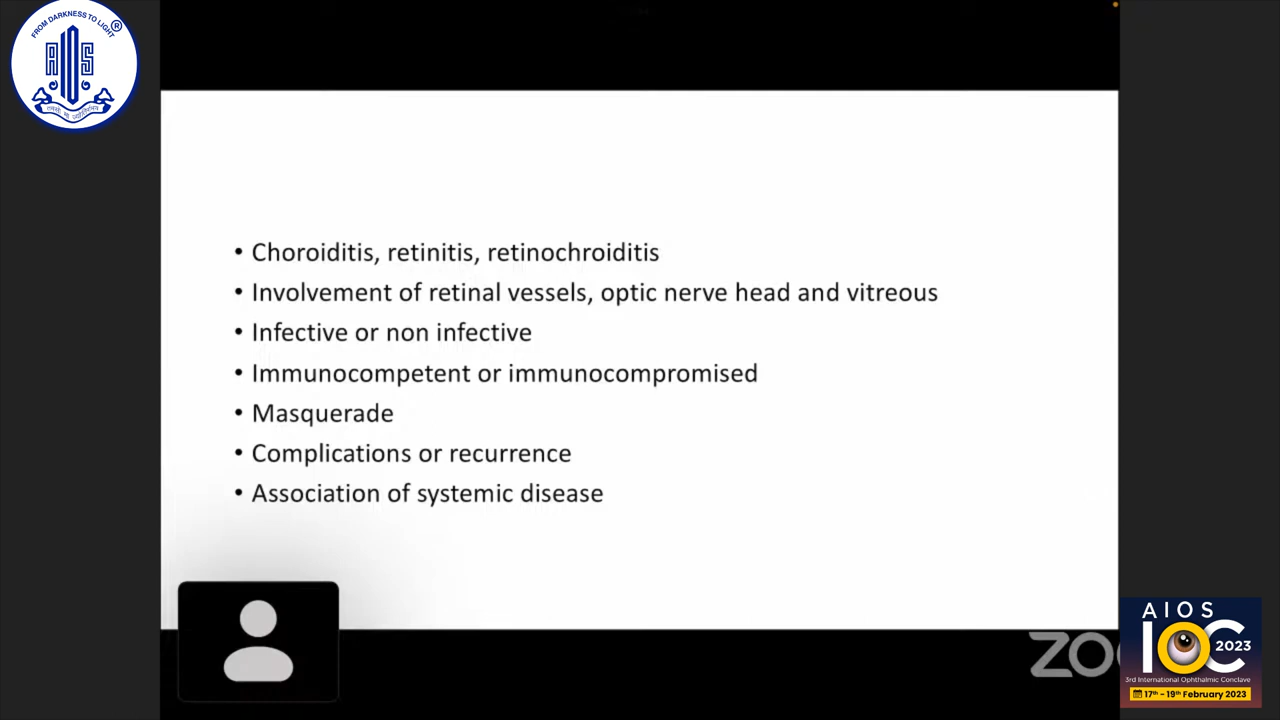 FROM DARKNESS TO LIGHT ®
AIOS
• Choroiditis, retinitis, retinochroiditis
• Involvement of retinal vessels, optic nerve head and vitreous
• Infective or non infective
• Immunocompetent or immunocompromised
• Masquerade
• Complications or recurrence
• Association of systemic disease
ZO
AIOS
IOC 2023
3rd International Ophthalmic Conclave
17th - 19th February 2023